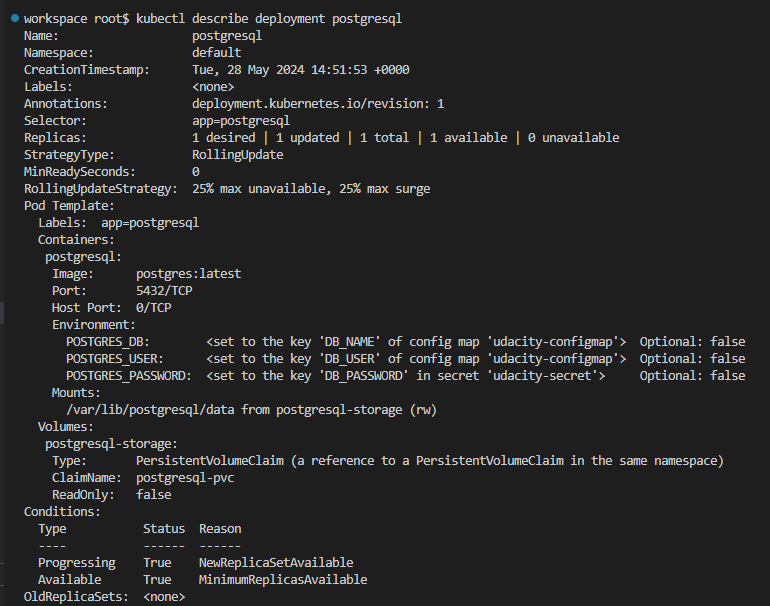 workspace root$ kubectl describe deployment postgresql
Name:                   postgresql
Namespace:              default
CreationTimestamp:      Tue, 28 May 2024 14:51:53 +0000
Labels:                 <none>
Annotations:            deployment.kubernetes.io/revision: 1
Selector:               app=postgresql
Replicas:               1 desired | 1 updated | 1 total | 1 available | 0 unavailable
StrategyType:           RollingUpdate
MinReadySeconds:        0
RollingUpdateStrategy:  25% max unavailable, 25% max surge
Pod Template:
  Labels:  app=postgresql
  Containers:
   postgresql:
    Image:      postgres:latest
    Port:       5432/TCP
    Host Port:  0/TCP
    Environment:
      POSTGRES_DB:        <set to the key 'DB_NAME' of config map 'udacity-configmap'>  Optional: false
      POSTGRES_USER:      <set to the key 'DB_USER' of config map 'udacity-configmap'>  Optional: false
      POSTGRES_PASSWORD:  <set to the key 'DB_PASSWORD' in secret 'udacity-secret'>     Optional: false
    Mounts:
      /var/lib/postgresql/data from postgresql-storage (rw)
  Volumes:
   postgresql-storage:
    Type:       PersistentVolumeClaim (a reference to a PersistentVolumeClaim in the same namespace)
    ClaimName:  postgresql-pvc
    ReadOnly:   false
Conditions:
  Type           Status  Reason
  ----           ------  ------
  Progressing    True    NewReplicaSetAvailable
  Available      True    MinimumReplicasAvailable
OldReplicaSets:  <none>